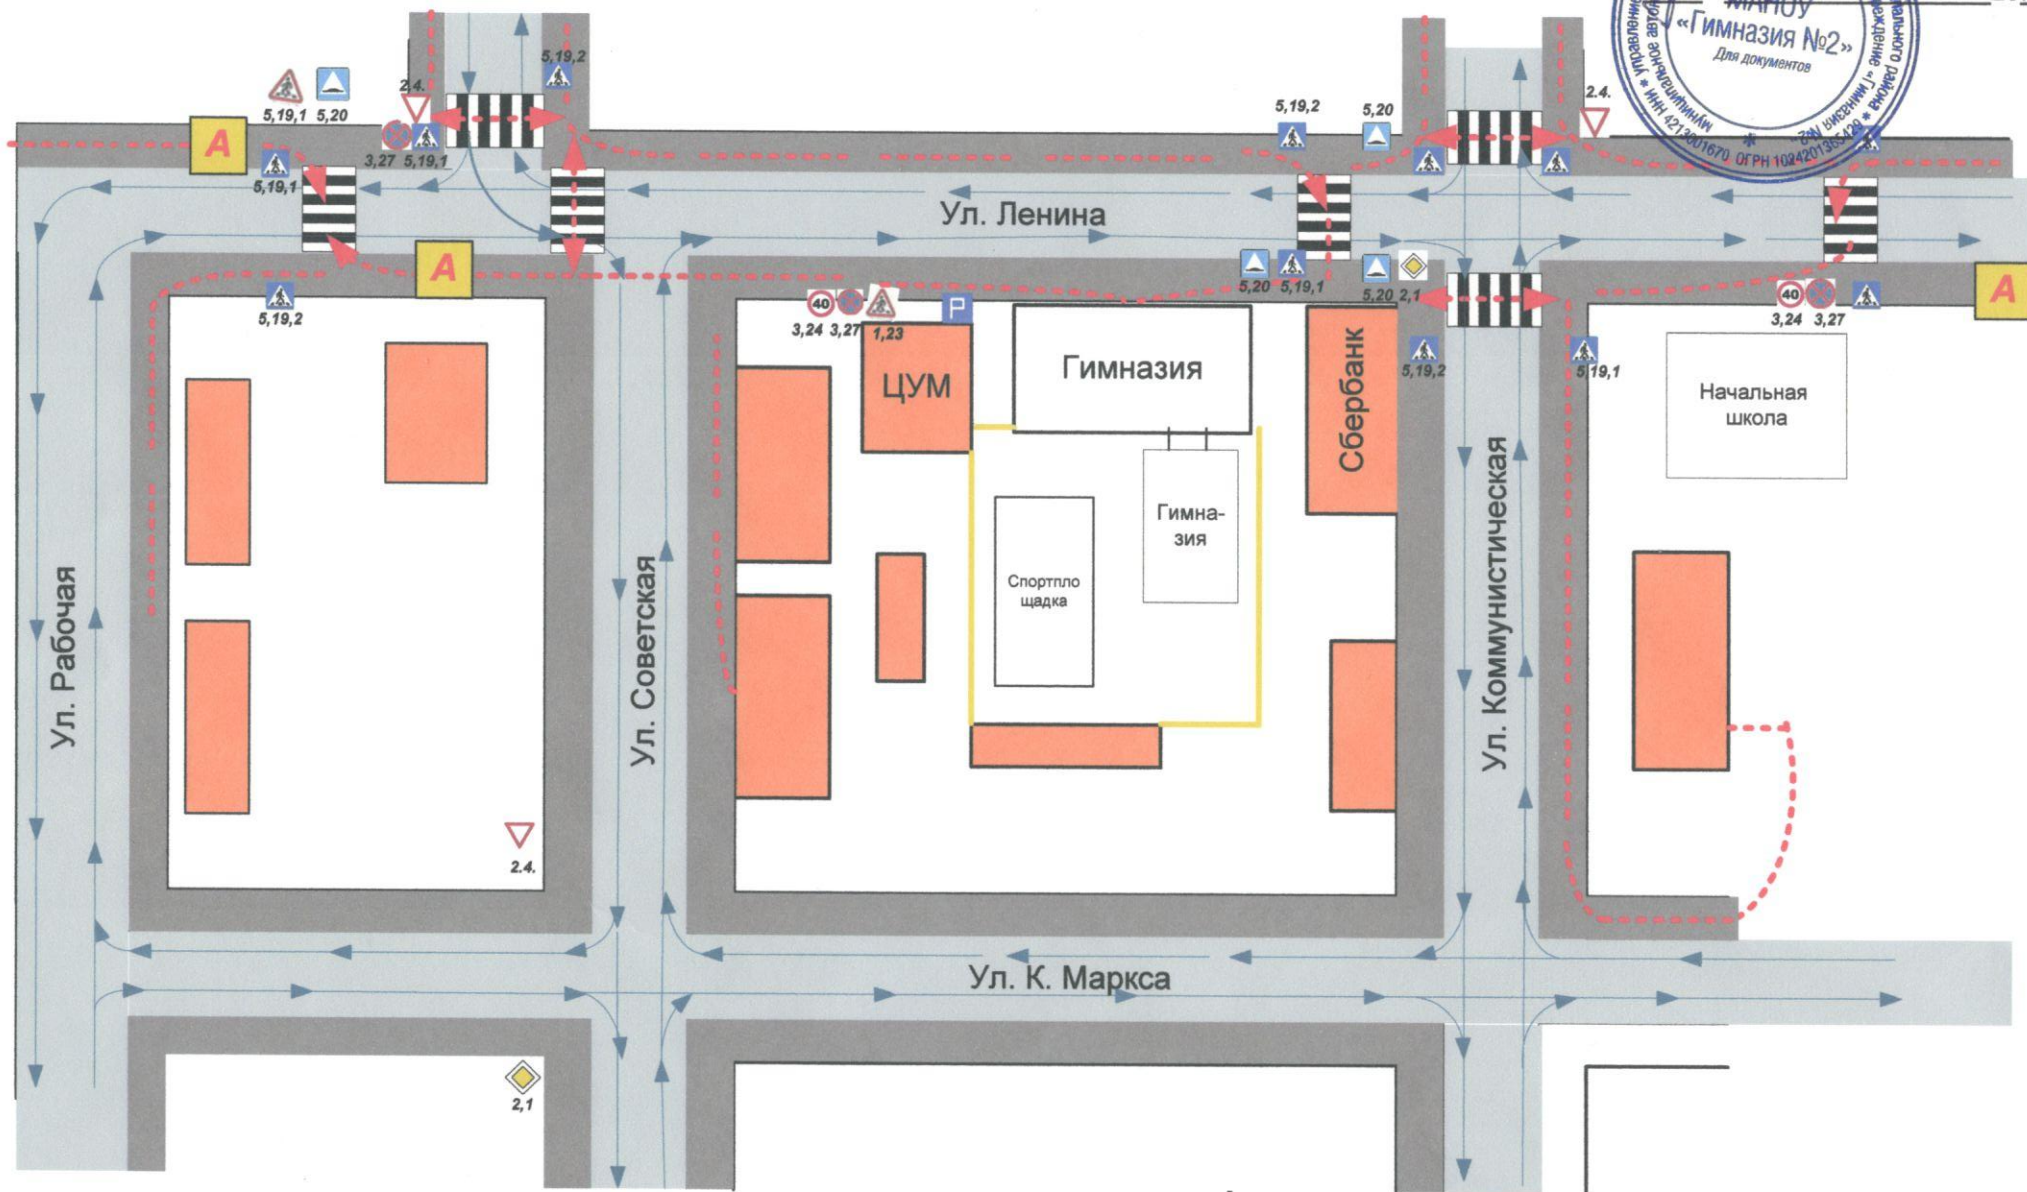 МАНОУ
«Гимназия №2»
Для документов
муниципальное
ИНН 4213001670 ОГРН 1024201365429
5,19,2
2.4.
5,19,1
5,20
5,19,2
5,20
2.4.
А
3,27
5,19,1
5,19,1
Ул. Ленина
А
5,20
5,19,1
5,20
2,1
А
5,19,2
40
3,24
3,27
1,23
P
40
3,24
3,27
ЦУМ
Гимназия
Сбербанк
5,19,2
5,19,1
Начальная
школа
Гимна-
зия
Спортпло
щадка
Ул. Рабочая
Ул. Советская
Ул. Коммунистическая
2.4.
Ул. К. Маркса
2,1